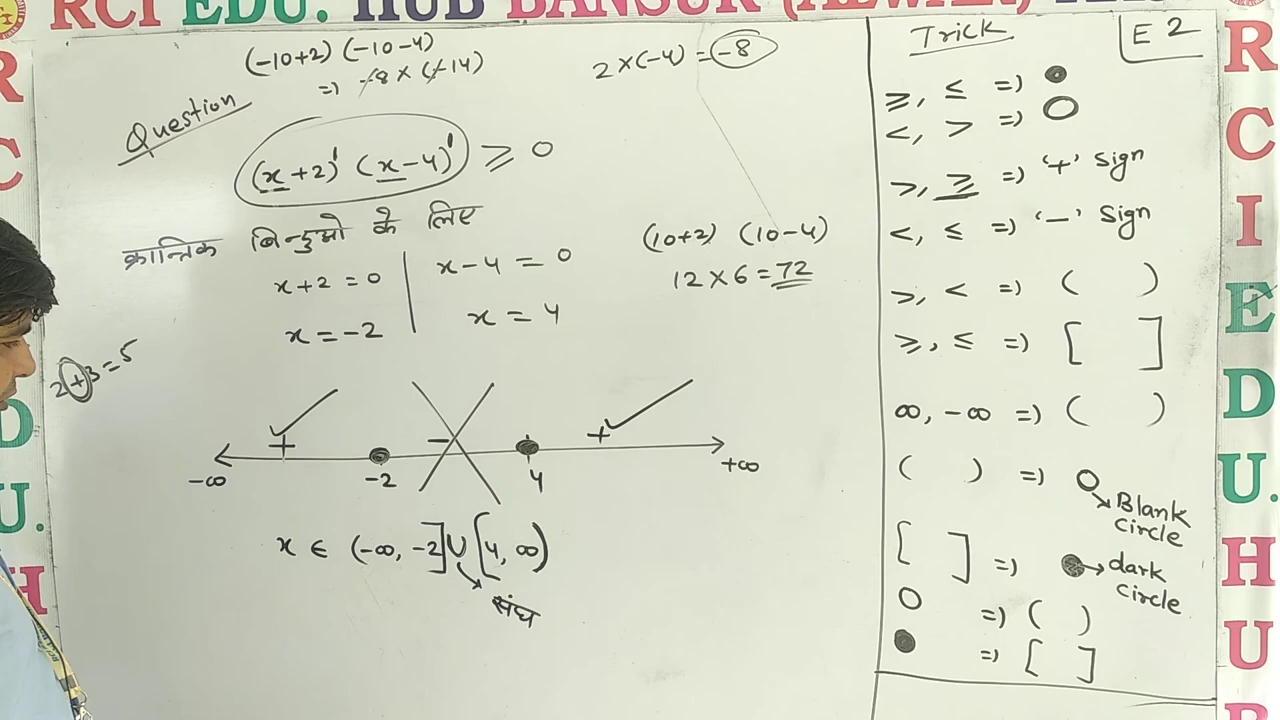 RCI EDU. HUB BANSUR (ALWAR)
(-10+2) (-10-4)
=) -8 × (-14)
2×(-4) = -8
Question
(x+2)¹ (x-4)¹ ≥ 0
क्रान्तिक बिन्दुओ के लिए
x+2 = 0
x-4 = 0
x = -2
x = 4
(10+2) (10-4)
12 × 6 = 72
2+3=5
+
-
+
-∞
-2
4
+∞
x ∈ (-∞, -2] ∪ [4, ∞)
संघ
Trick
E 2
≥, ≤ =) ●
<, > =) ○
>, ≥ =) '+' Sign
<, ≤ =) '-' Sign
>, < =) ( )
≥, ≤ =) [ ]
∞, -∞ =) ( )
( ) =) ○ → Blank circle
[ ] =) ● → dark circle
○ =) ( )
● =) [ ]
R
C
D
U.
H
R
C
I
E
D
U.
H
U